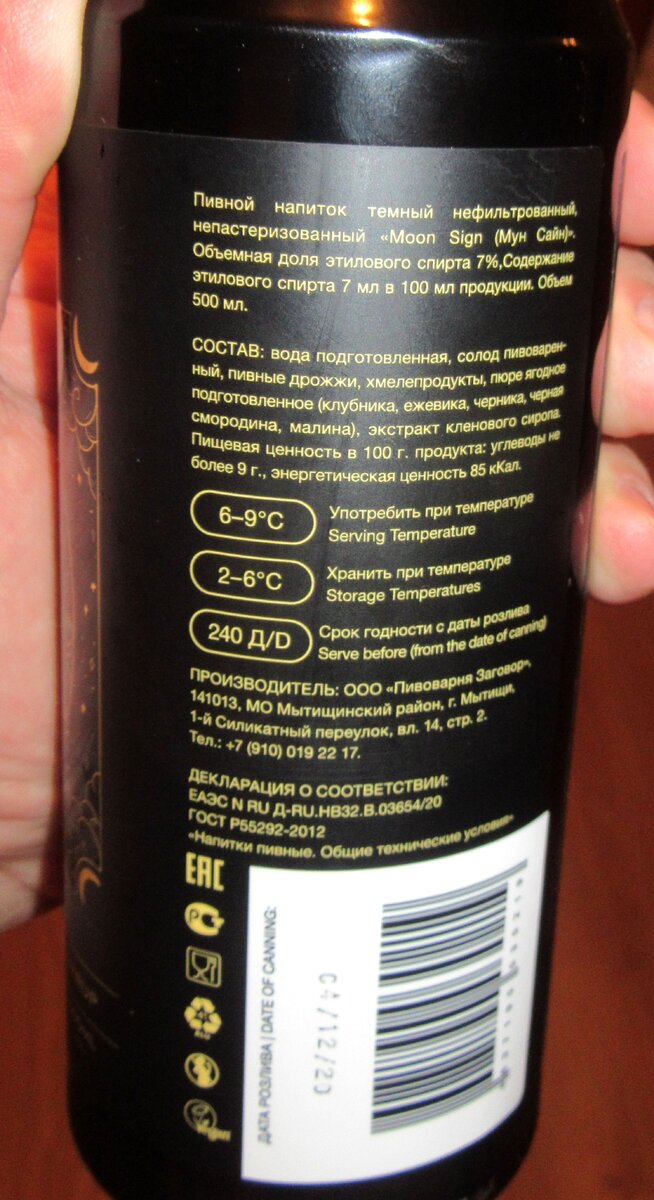 Пивной напиток темный нефильтрованный,
непастеризованный «Moon Sign (Мун Сайн)».
Объемная доля этилового спирта 7%,Содержание
этилового спирта 7 мл в 100 мл продукции. Объем
500 мл.
СОСТАВ: вода подготовленная, солод пивоварен-
ный, пивные дрожжи, хмелепродукты, пюре ягодное
подготовленное (клубника, ежевика, черника, черная
смородина, малина), экстракт кленового сиропа.
Пищевая ценность в 100 г. продукта: углеводы не
более 9 г., энергетическая ценность 85 кКал.
6–9°C Употребить при температуре
Serving Temperature
2–6°C Хранить при температуре
Storage Temperatures
240 Д/D Срок годности с даты розлива
Serve before (from the date of canning)
ПРОИЗВОДИТЕЛЬ: ООО «Пивоварня Заговор»,
141013, МО Мытищинский район, г. Мытищи,
1-й Силикатный переулок, вл. 14, стр. 2.
Тел.: +7 (910) 019 22 17.
ДЕКЛАРАЦИЯ О СООТВЕТСТВИИ:
ЕАЭС N RU Д-RU.НВ32.В.03654/20
ГОСТ Р55292-2012
«Напитки пивные. Общие технические условия»
EAC
vegan
ДАТА РОЗЛИВА | DATE OF CANNING:
04/12/20